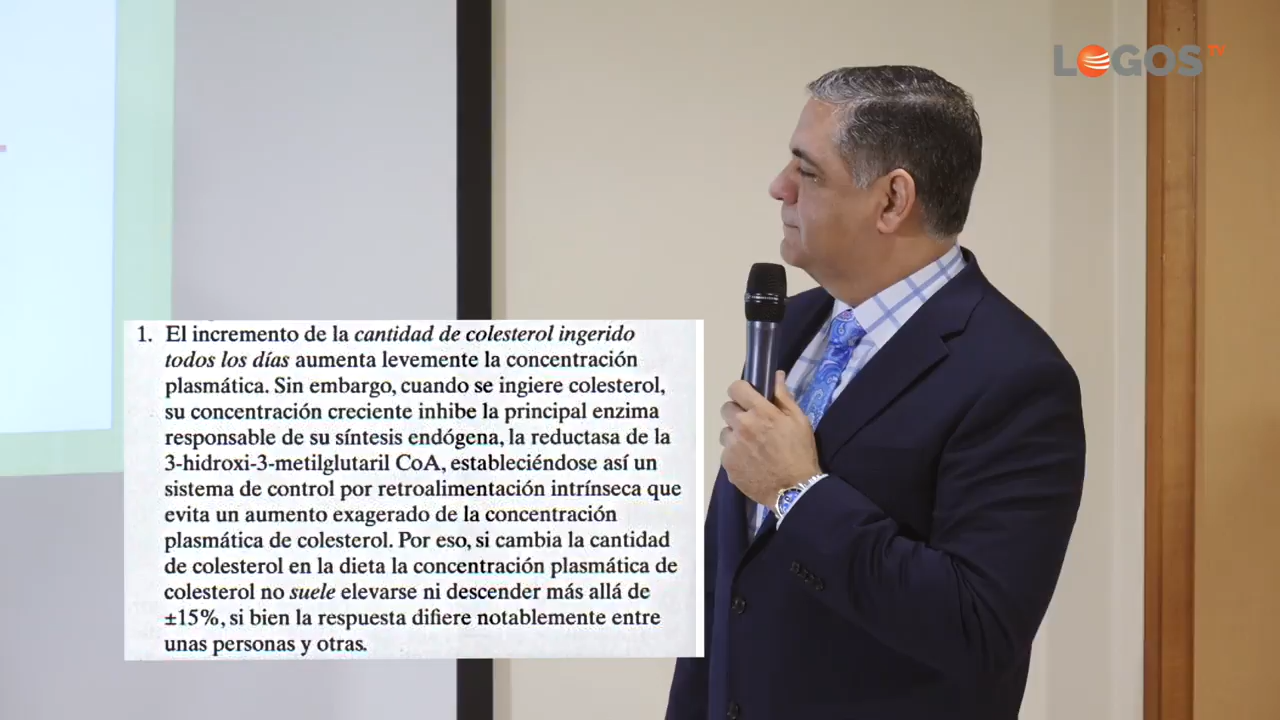 LOGOS TV
1. El incremento de la cantidad de colesterol ingerido
todos los días aumenta levemente la concentración
plasmática. Sin embargo, cuando se ingiere colesterol,
su concentración creciente inhibe la principal enzima
responsable de su síntesis endógena, la reductasa de la
3-hidroxi-3-metilglutaril CoA, estableciéndose así un
sistema de control por retroalimentación intrínseca que
evita un aumento exagerado de la concentración
plasmática de colesterol. Por eso, si cambia la cantidad
de colesterol en la dieta la concentración plasmática de
colesterol no suele elevarse ni descender más allá de
±15%, si bien la respuesta difiere notablemente entre
unas personas y otras.